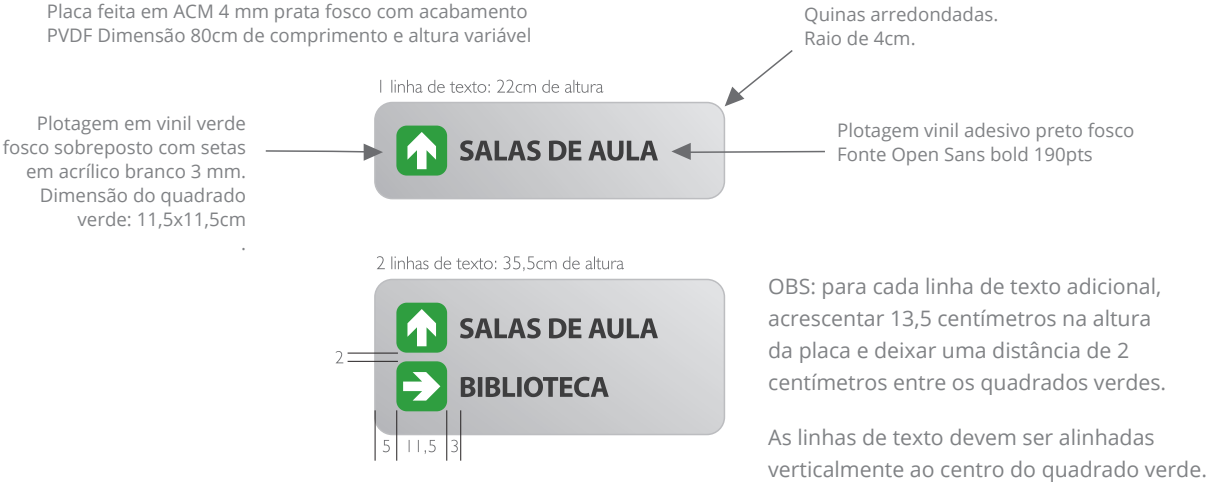 Placa feita em ACM 4 mm prata fosco com acabamento
PVDF Dimensão 80cm de comprimento e altura variável
Quinas arredondadas.
Raio de 4cm.
1 linha de texto: 22cm de altura
Plotagem em vinil verde
fosco sobreposto com setas
em acrílico branco 3 mm.
Dimensão do quadrado
verde: 11,5x11,5cm
.
SALAS DE AULA
Plotagem vinil adesivo preto fosco
Fonte Open Sans bold 190pts
2 linhas de texto: 35,5cm de altura
SALAS DE AULA
2
BIBLIOTECA
5 11,5 3
OBS: para cada linha de texto adicional,
acrescentar 13,5 centímetros na altura
da placa e deixar uma distância de 2
centímetros entre os quadrados verdes.
As linhas de texto devem ser alinhadas
verticalmente ao centro do quadrado verde.